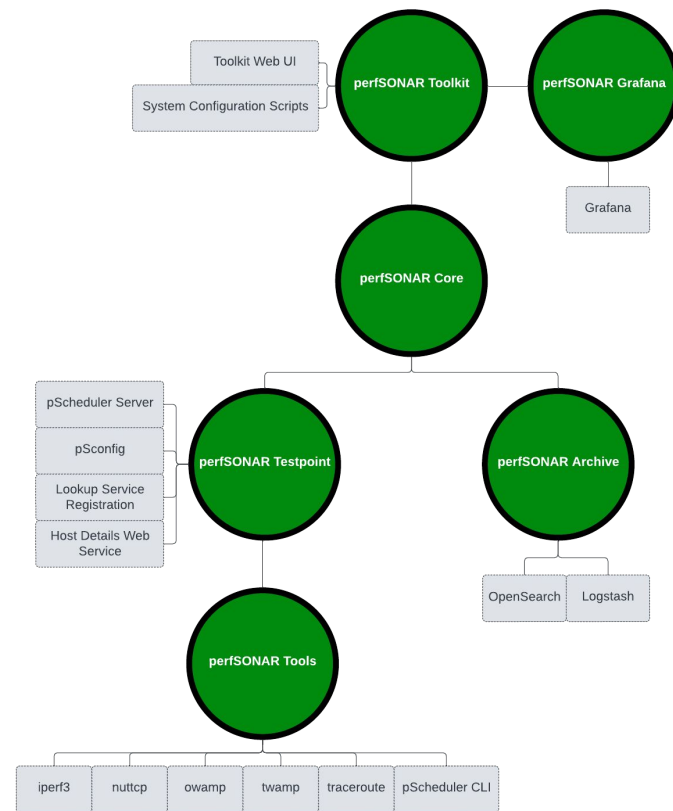 Toolkit Web UI
System Configuration Scripts
perfSONAR Toolkit
perfSONAR Grafana
Grafana
perfSONAR Core
pScheduler Server
pSconfig
Lookup Service
Registration
Host Details Web
Service
perfSONAR Testpoint
perfSONAR Archive
OpenSearch
Logstash
perfSONAR Tools
iperf3
nuttcp
owamp
twamp
traceroute
pScheduler CLI